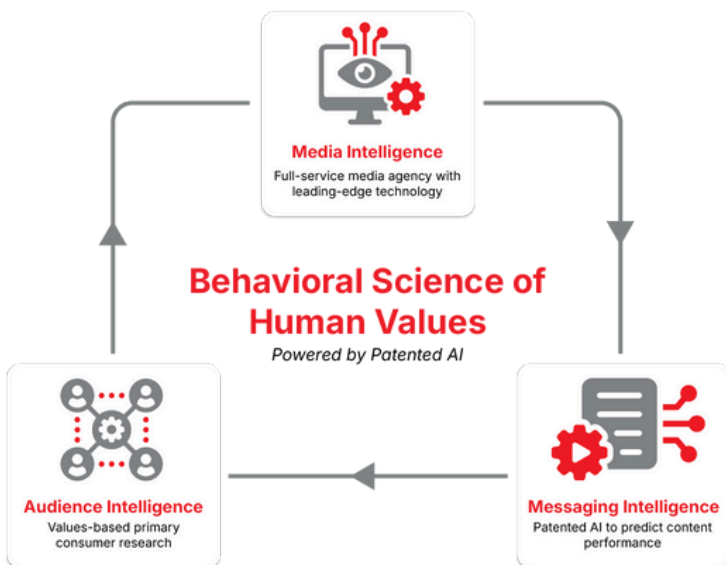 Media Intelligence
Full-service media agency with
leading-edge technology
Behavioral Science of
Human Values
Powered by Patented AI
Audience Intelligence
Values-based primary
consumer research
Messaging Intelligence
Patented AI to predict content
performance